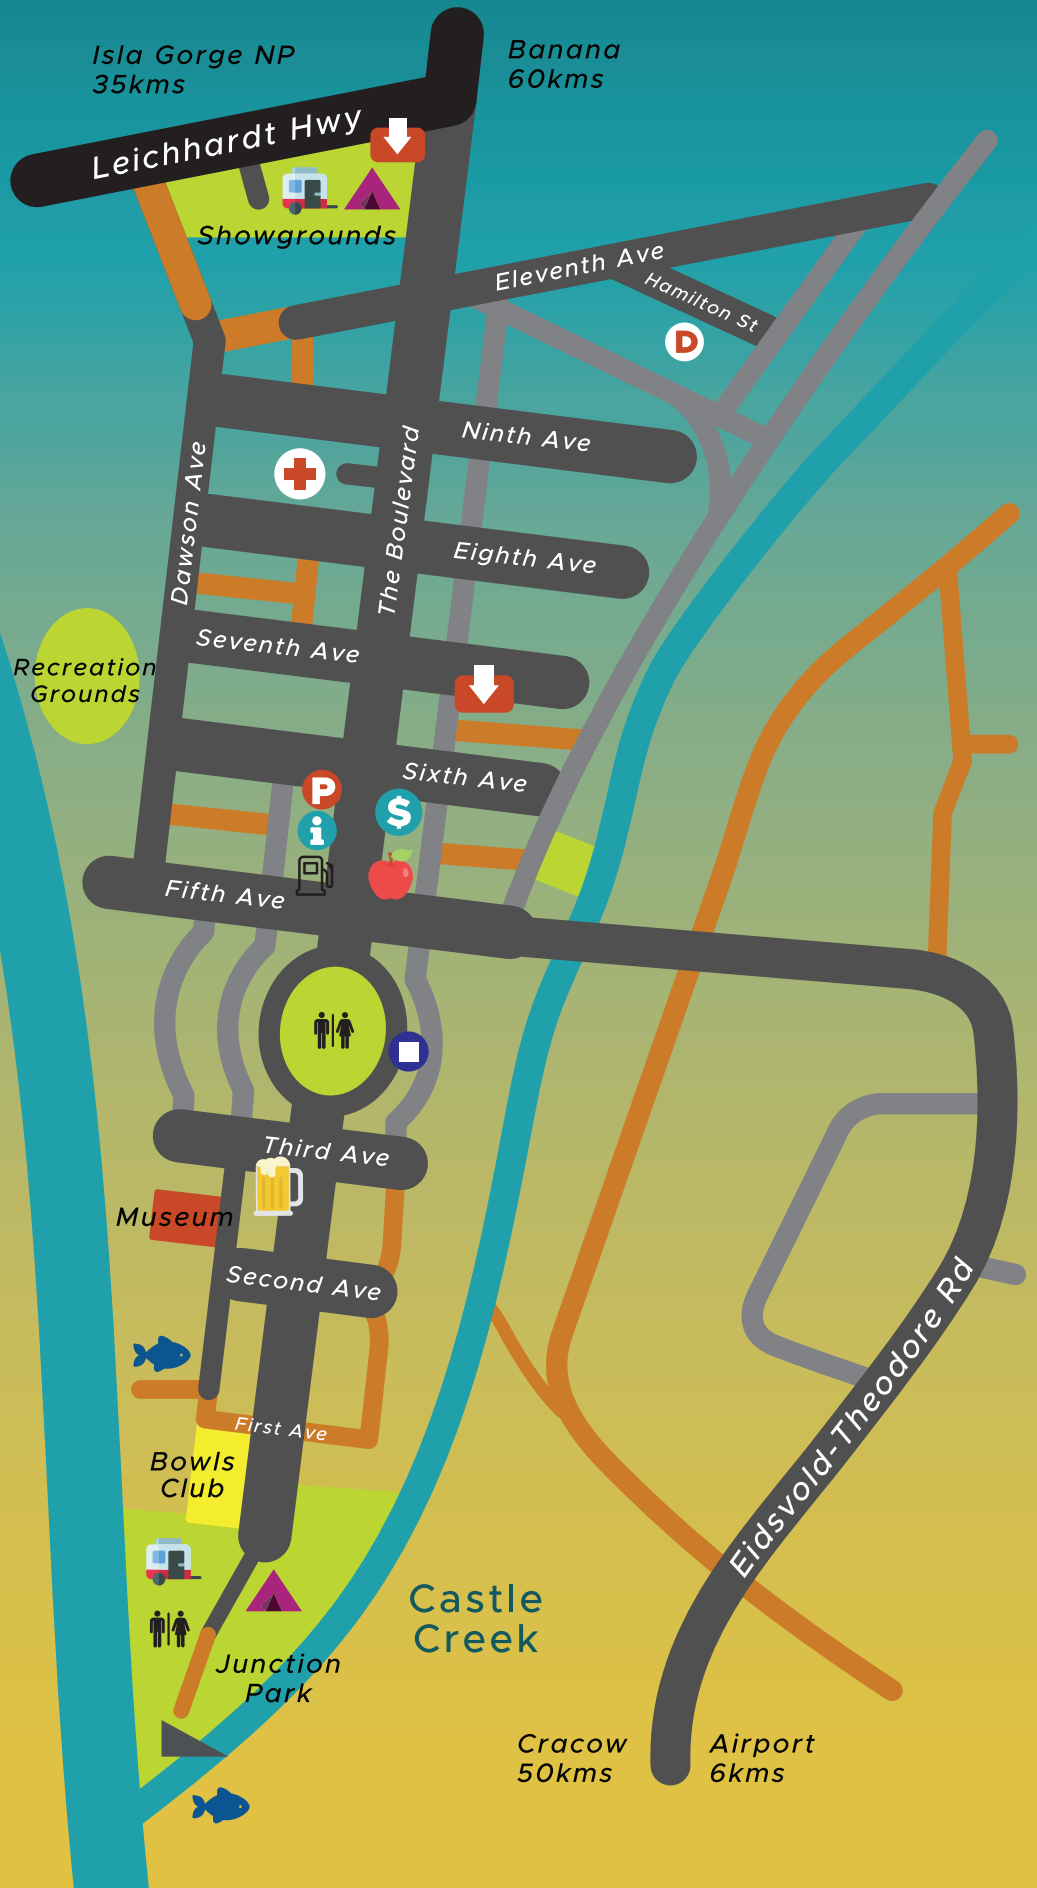 Isla Gorge NP
35kms
Banana
60kms
Leichhardt Hwy
Showgrounds
Eleventh Ave
Hamilton St
D
Ninth Ave
Dawson Ave
The Boulevard
Eighth Ave
Seventh Ave
Recreation
Grounds
Sixth Ave
P
$
i
Fifth Ave
Third Ave
Museum
Second Ave
Eidsvold-Theodore Rd
First Ave
Bowls
Club
Castle
Creek
Junction
Park
Cracow
50kms
Airport
6kms